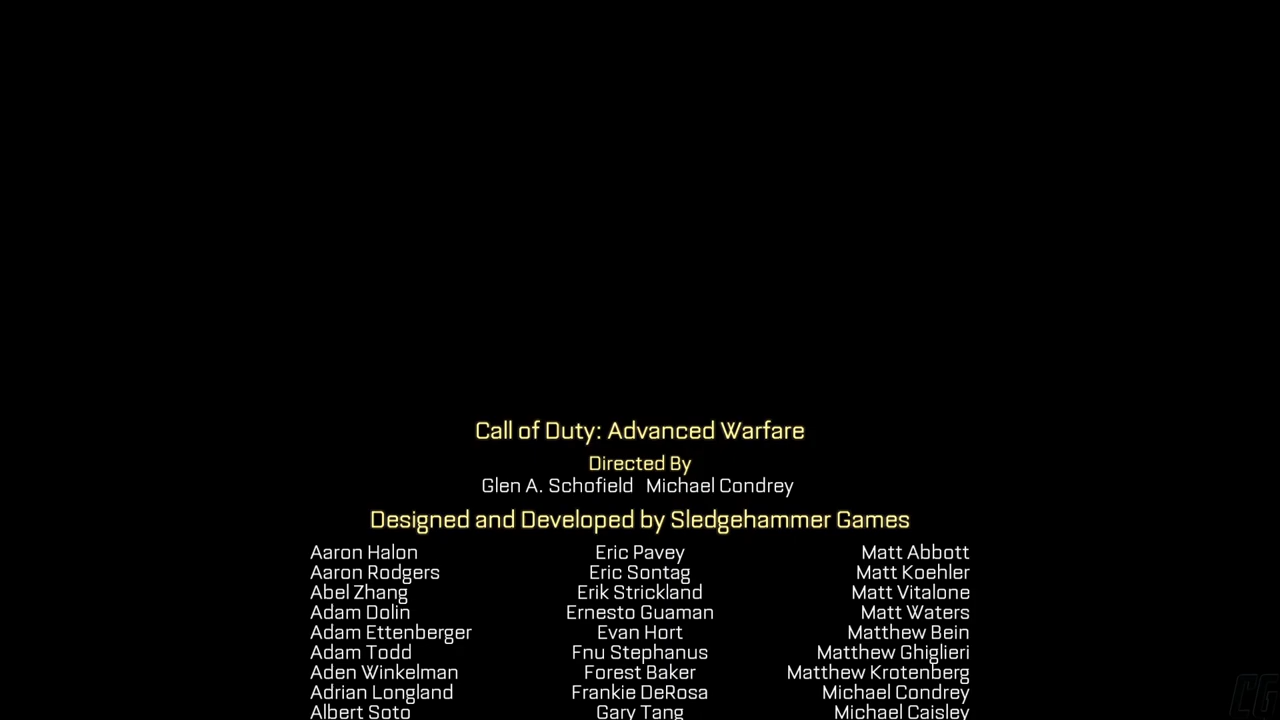 Call of Duty: Advanced Warfare
Directed By
Glen A. Schofield Michael Condrey
Designed and Developed by Sledgehammer Games
Aaron Halon Eric Pavey Matt Abbott
Aaron Rodgers Eric Sontag Matt Koehler
Abel Zhang Erik Strickland Matt Vitalone
Adam Dolin Ernesto Guaman Matt Waters
Adam Ettenberger Evan Hort Matthew Bein
Adam Todd Fnu Stephanus Matthew Ghiglieri
Aden Winkelman Forest Baker Matthew Krotenberg
Adrian Longland Frankie DeRosa Michael Condrey
Albert Soto Gary Tang Michael Caisley